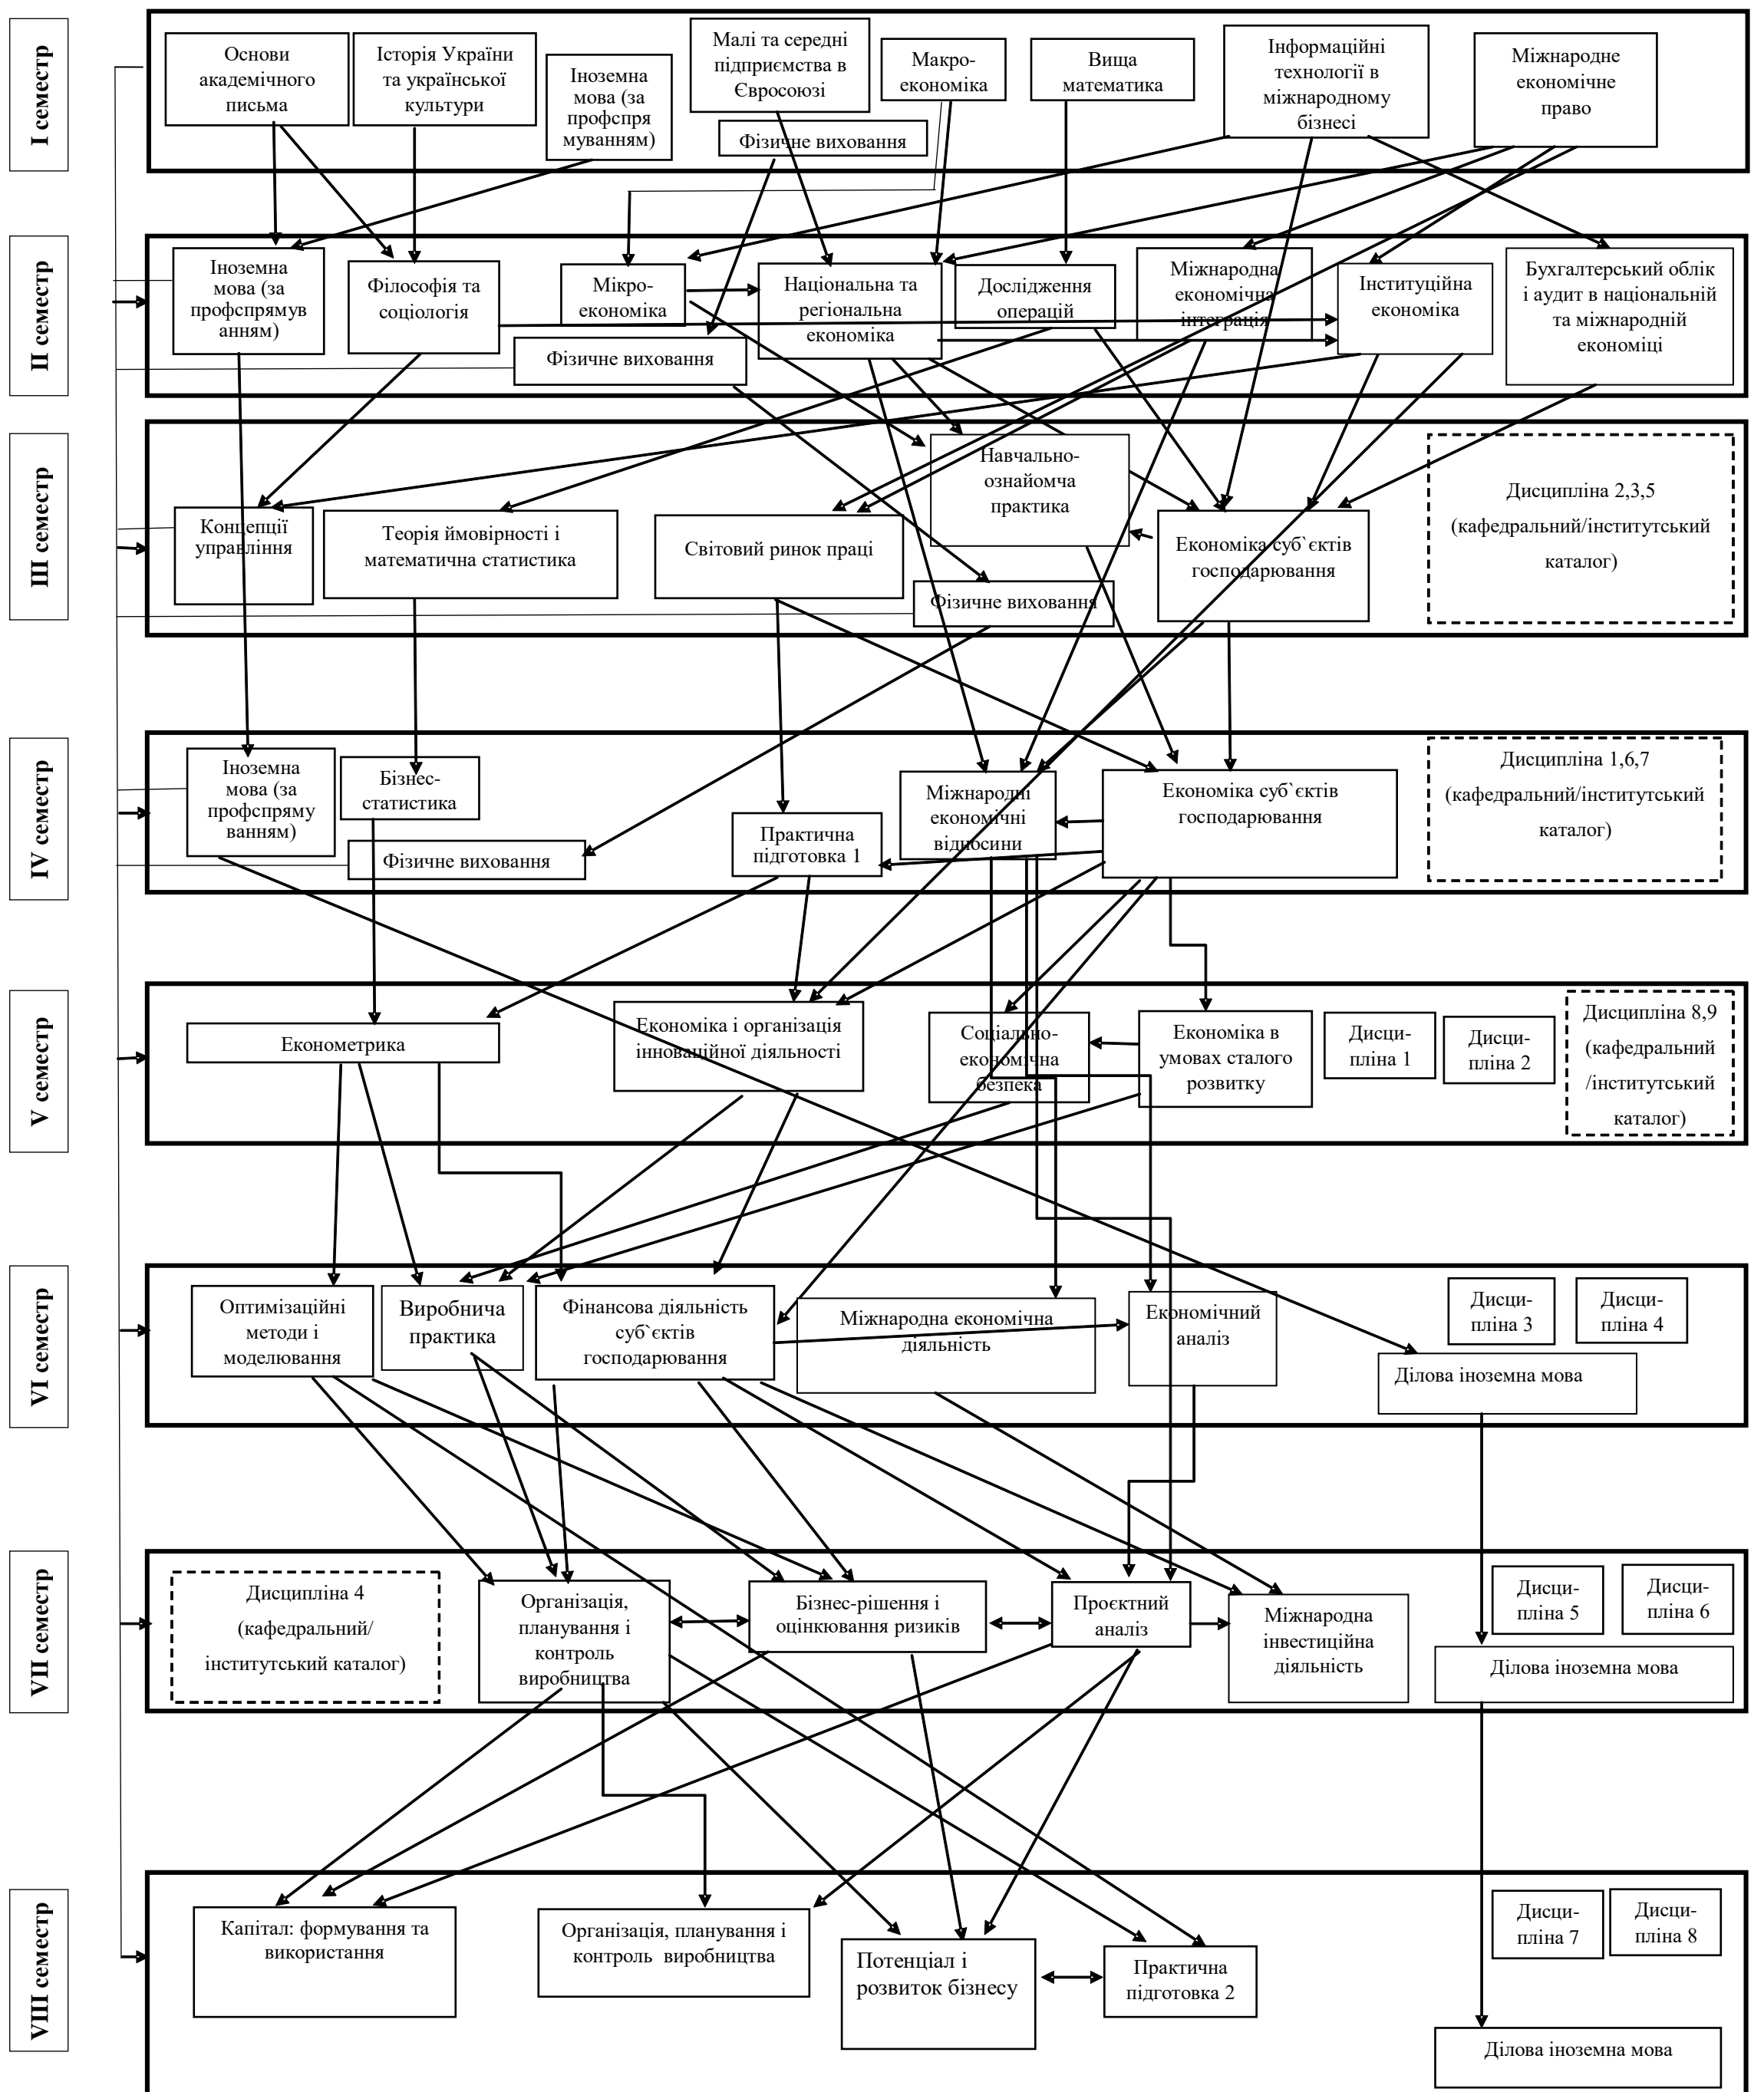 І семестр
Основи
академічного
письма
Історія України
та української
культури
Іноземна
мова (за
профспря
муванням)
Малі та середні
підприємства в
Євросоюзі
Фізичне виховання
Макро-
економіка
Вища
математика
Інформаційні
технології в
міжнародному
бізнесі
Міжнародне
економічне
право
ІІ семестр
Іноземна
мова (за
профспрямув
анням)
Філософія та
соціологія
Мікро-
економіка
Фізичне виховання
Національна та
регіональна
економіка
Дослідження
операцій
Міжнародна
економічна
інтеграція
Інституційна
економіка
Бухгалтерський облік
і аудит в національній
та міжнародній
економіці
ІІІ семестр
Концепції
управління
Теорія ймовірності і
математична статистика
Світовий ринок праці
Навчально-
ознайомча
практика
Фізичне виховання
Економіка суб`єктів
господарювання
Дисципліна 2,3,5
(кафедральний/інститутський
каталог)
IV семестр
Іноземна
мова (за
профспряму
ванням)
Бізнес-
статистика
Фізичне виховання
Практична
підготовка 1
Міжнародні
економічні
відносини
Економіка суб`єктів
господарювання
Дисципліна 1,6,7
(кафедральний/інститутський
каталог)
V семестр
Економетрика
Економіка і організація
інноваційної діяльності
Соціально-
економічна
безпека
Економіка в
умовах сталого
розвитку
Дисци-
пліна 1
Дисци-
пліна 2
Дисципліна 8,9
(кафедральний
/інститутський
каталог)
VI семестр
Оптимізаційні
методи і
моделювання
Виробнича
практика
Фінансова діяльність
суб`єктів
господарювання
Міжнародна економічна
діяльність
Економічний
аналіз
Дисци-
пліна 3
Дисци-
пліна 4
Ділова іноземна мова
VII семестр
Дисципліна 4
(кафедральний/
інститутський каталог)
Організація,
планування і
контроль
виробництва
Бізнес-рішення і
оцінкювання ризиків
Проєктний
аналіз
Міжнародна
інвестиційна
діяльність
Дисци-
пліна 5
Дисци-
пліна 6
Ділова іноземна мова
VIII семестр
Капітал: формування та
використання
Організація, планування і
контроль виробництва
Потенціал і
розвиток бізнесу
Практична
підготовка 2
Дисци-
пліна 7
Дисци-
пліна 8
Ділова іноземна мова